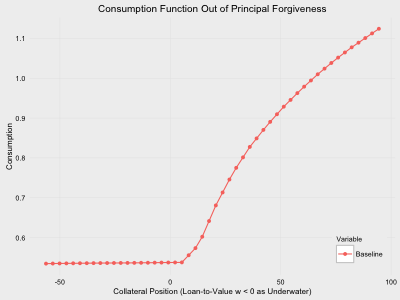 Consumption Function Out of Principal Forgiveness
Consumption
1.1
1.0
0.9
0.8
0.7
0.6
-50
0
50
100
Collateral Position (Loan-to-Value w < 0 as Underwater)
Variable
Baseline